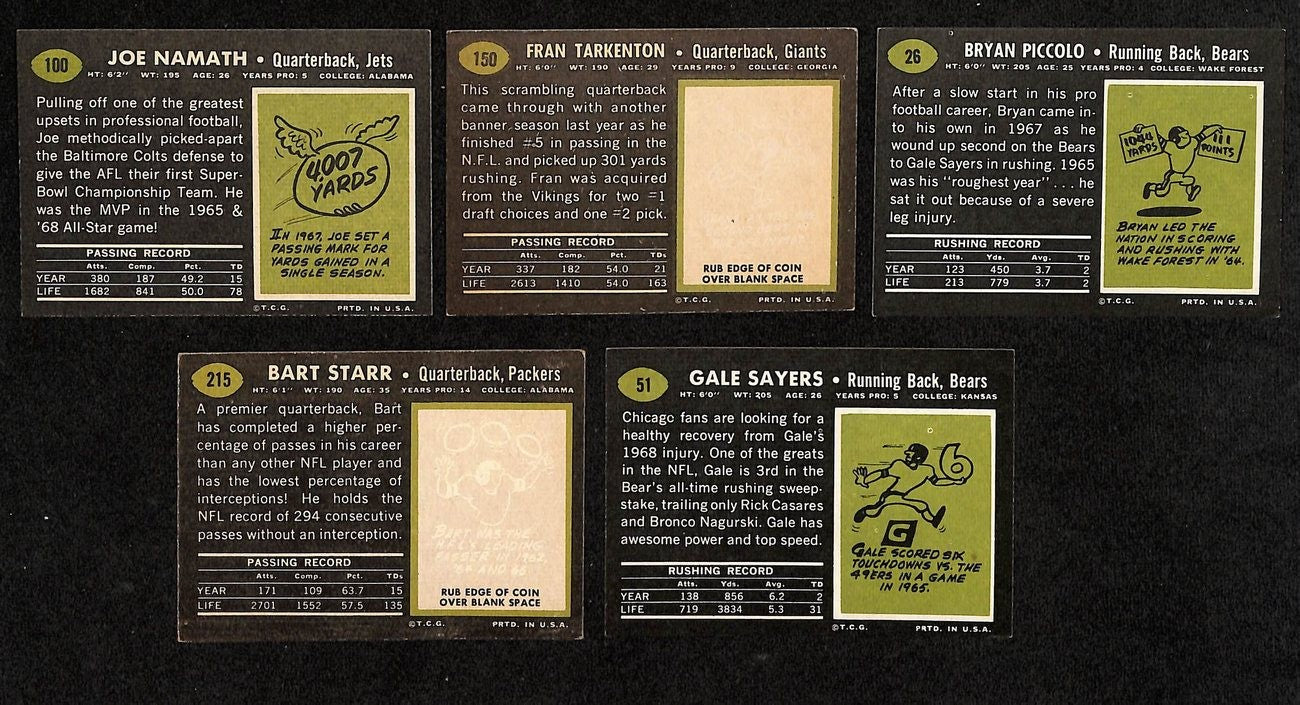 100
JOE NAMATH • Quarterback, Jets
HT: 6'2" WT: 195 AGE: 26 YEARS PRO: 5 COLLEGE: ALABAMA
Pulling off one of the greatest
upsets in professional football,
Joe methodically picked-apart
the Baltimore Colts defense to
give the AFL their first Super-
Bowl Championship Team. He
was the MVP in the 1965 &
'68 All-Star game!
PASSING RECORD
Atts. Comp. Pct. TD
YEAR 380 187 49.2 15
LIFE 1682 841 50.0 78
4,007
YARDS
IN 1967, JOE SET A
PASSING MARK FOR
YARDS GAINED IN A
SINGLE SEASON.
©T.C.G. PRTD. IN U.S.A.
150
FRAN TARKENTON • Quarterback, Giants
HT: 6'0" WT: 190 AGE: 29 YEARS PRO: 9 COLLEGE: GEORGIA
This scrambling quarterback
came through with another
banner season last year as he
finished #5 in passing in the
N.F.L. and picked up 301 yards
rushing. Fran was acquired
from the Vikings for two #1
draft choices and one #2 pick.
PASSING RECORD
Atts. Comp. Pct. TD
YEAR 337 182 54.0 21
LIFE 2613 1410 54.0 163
RUB EDGE OF COIN
OVER BLANK SPACE
©T.C.G. PRTD. IN U.S.A.
26
BRYAN PICCOLO • Running Back, Bears
HT: 6'0" WT: 205 AGE: 25 YEARS PRO: 4 COLLEGE: WAKE FOREST
After a slow start in his pro
football career, Bryan came in-
to his own in 1967 as he
wound up second on the Bears
to Gale Sayers in rushing. 1965
was his "roughest year" . . . he
sat it out because of a severe
leg injury.
RUSHING RECORD
Atts. Yds. Avg. TD
YEAR 123 450 3.7 2
LIFE 213 779 3.7 2
1044
YARDS
111
POINTS
BRYAN LED THE
NATION IN SCORING
AND RUSHING WITH
WAKE FOREST IN '64.
©T.C.G. PRTD. IN U.S.A.
215
BART STARR • Quarterback, Packers
HT: 6'1" WT: 190 AGE: 35 YEARS PRO: 14 COLLEGE: ALABAMA
A premier quarterback, Bart
has completed a higher per-
centage of passes in his career
than any other NFL player and
has the lowest percentage of
interceptions! He holds the
NFL record of 294 consecutive
passes without an interception.
PASSING RECORD
Atts. Comp. Pct. TDs
YEAR 171 109 63.7 15
LIFE 2701 1552 57.5 135
BART WAS THE
NFL'S LEADING
PASSER IN 1962,
'64 AND '66
RUB EDGE OF COIN
OVER BLANK SPACE
©T.C.G. PRTD. IN U.S.A.
51
GALE SAYERS • Running Back, Bears
HT: 6'0" WT: 205 AGE: 26 YEARS PRO: 5 COLLEGE: KANSAS
Chicago fans are looking for a
healthy recovery from Gale's
1968 injury. One of the greats
in the NFL, Gale is 3rd in the
Bear's all-time rushing sweep-
stake, trailing only Rick Casares
and Bronco Nagurski. Gale has
awesome power and top speed.
RUSHING RECORD
Atts. Yds. Avg. TD
YEAR 138 856 6.2 2
LIFE 719 3834 5.3 31
6
G
GALE SCORED SIX
TOUCHDOWNS VS. THE
49ERS IN A GAME
IN 1965.
©T.C.G. PRTD. IN U.S.A.